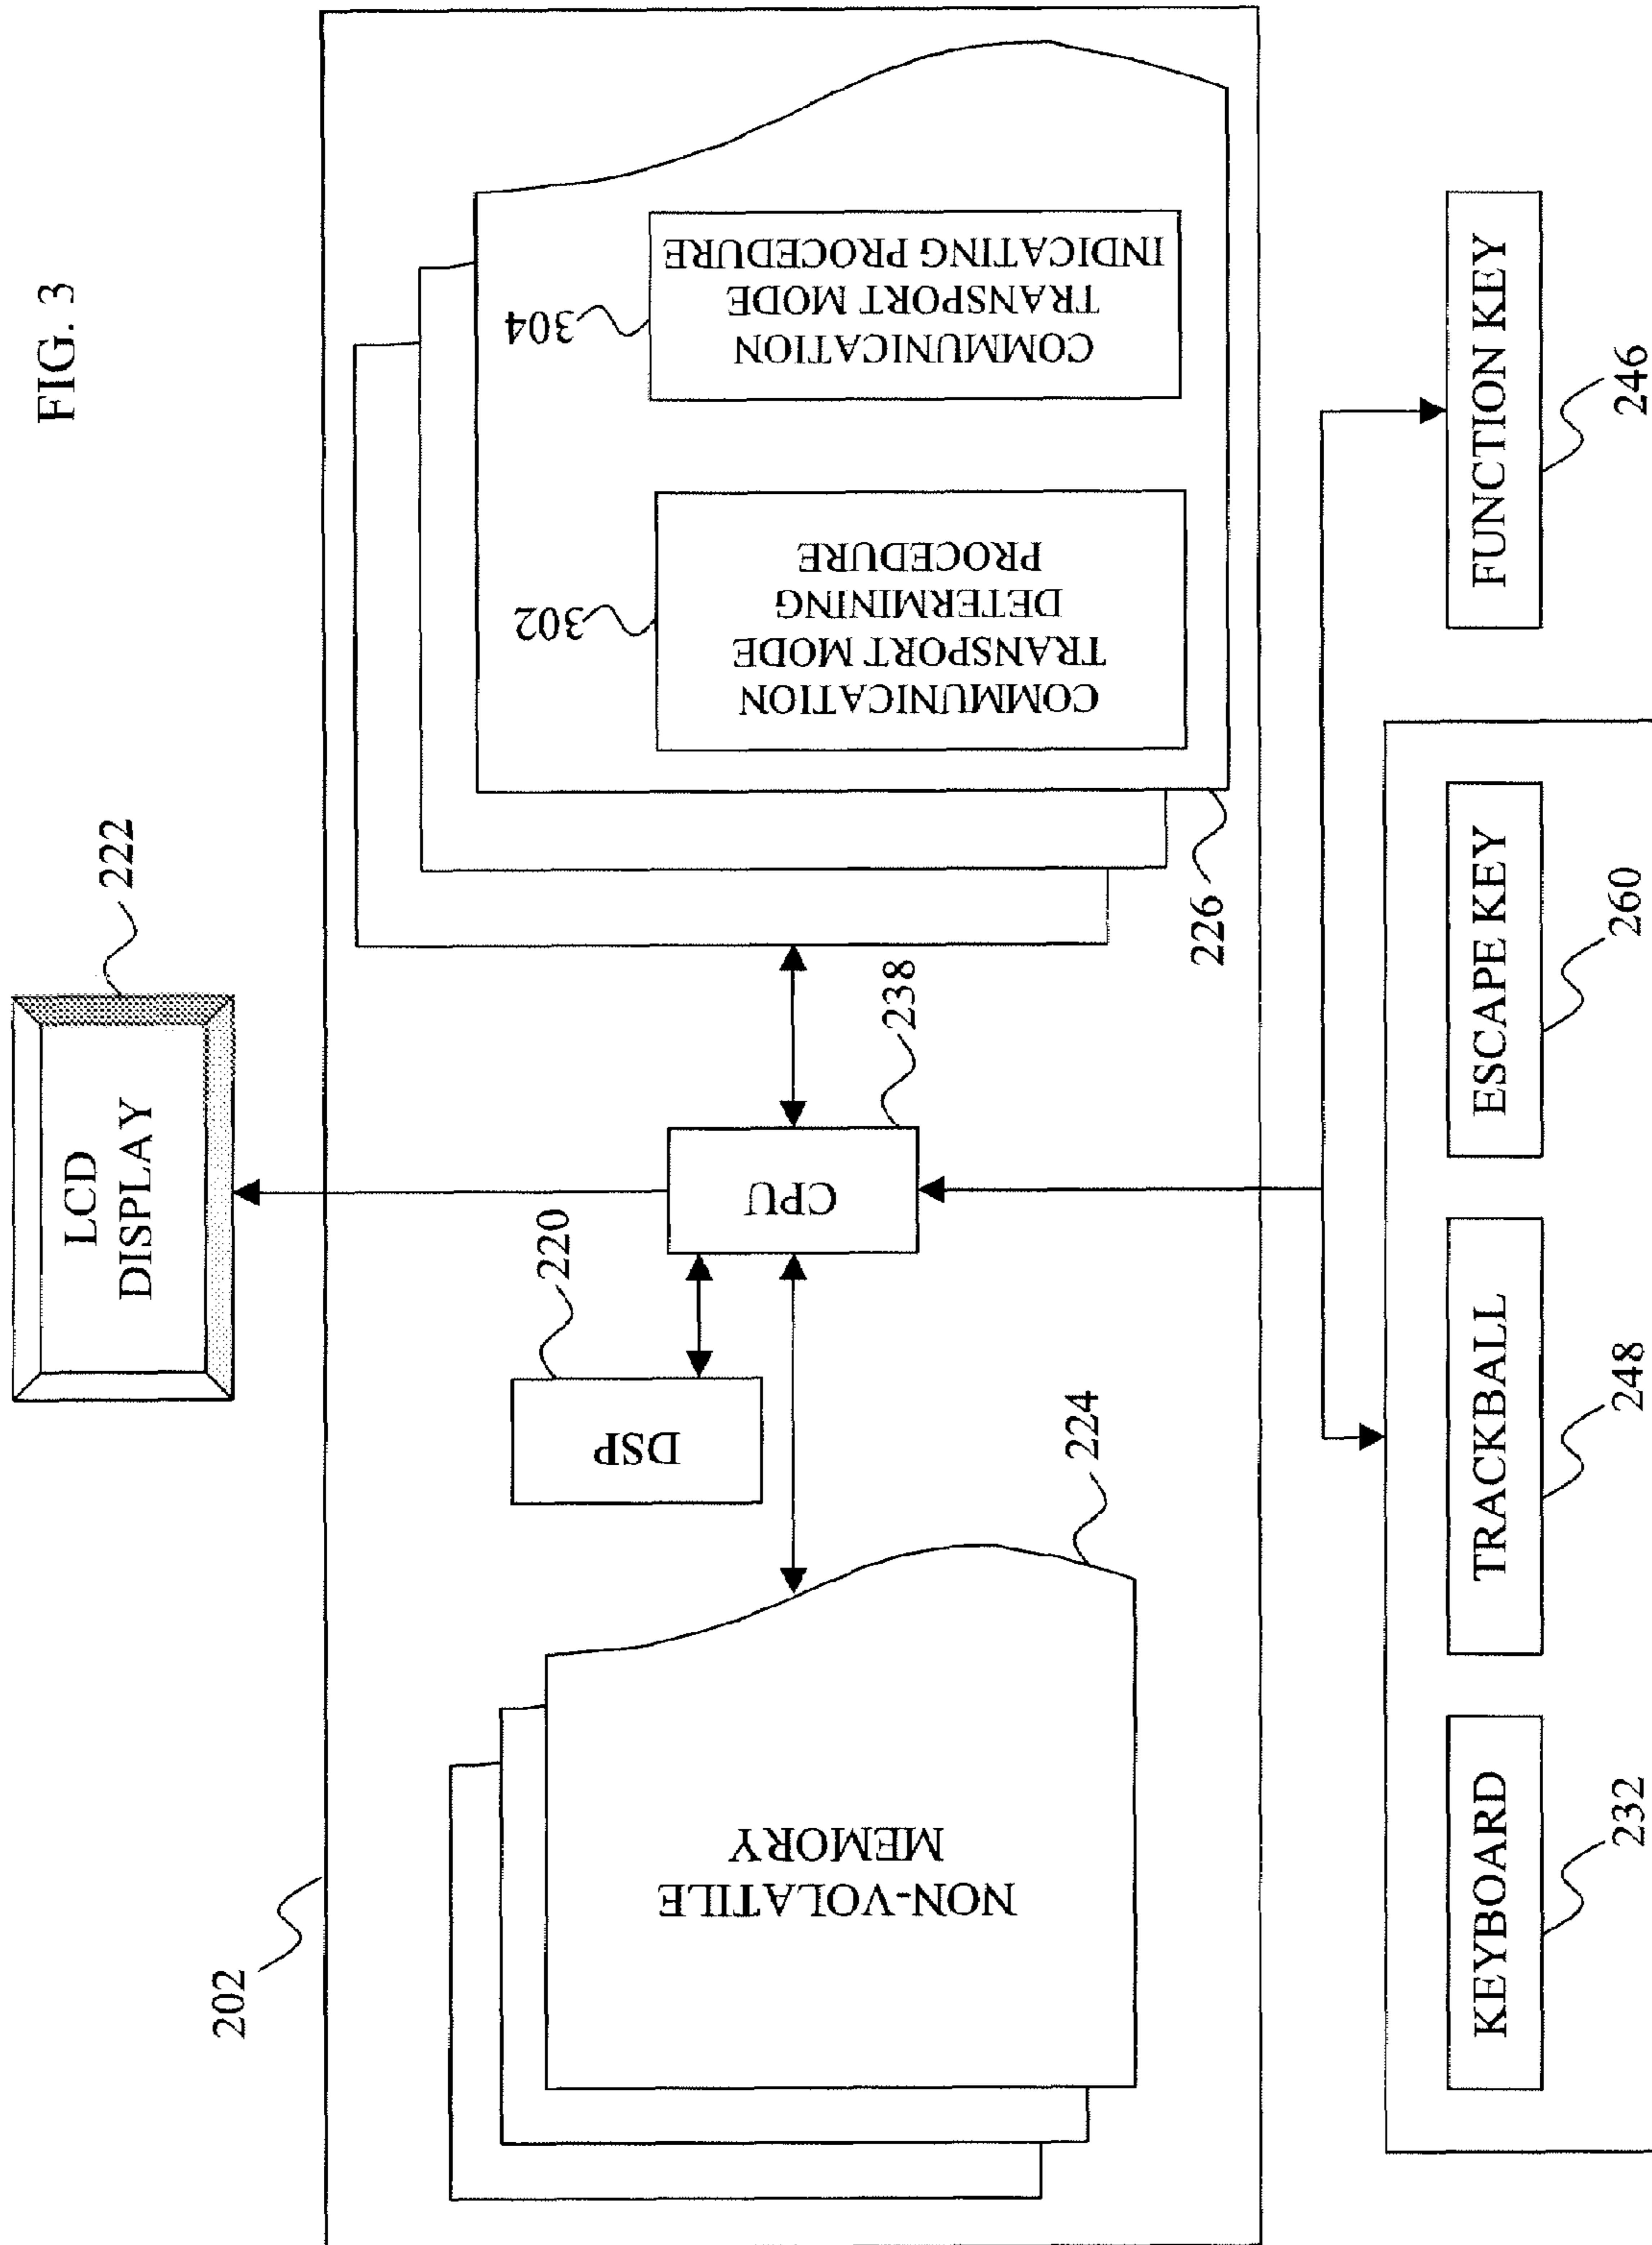 FIG. 3
LCD
DISPLAY
222
202
220
DSP
CPU
238
NON-VOLATILE
MEMORY
224
302
COMMUNICATION
TRANSPORT MODE
DETERMINING
PROCEDURE
304
COMMUNICATION
TRANSPORT MODE
INDICATING PROCEDURE
226
KEYBOARD
232
TRACKBALL
248
ESCAPE KEY
260
FUNCTION KEY
246